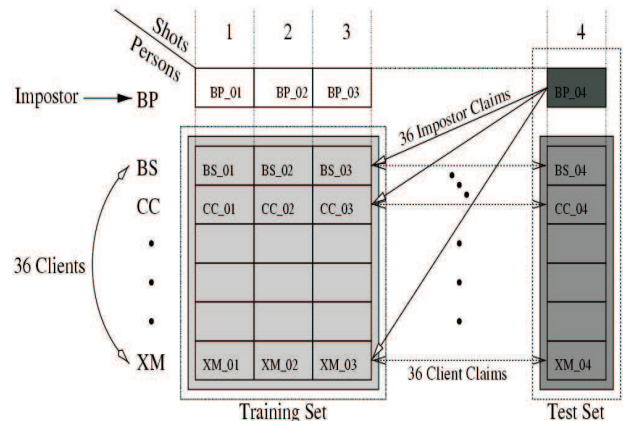 Shots
Persons
1 2 3 4
Impostor BP BP_01 BP_02 BP_03 BP_04
36 Impostor Claims
BS BS_01 BS_02 BS_03 BS_04
CC CC_01 CC_02 CC_03 CC_04
36 Clients
XM XM_01 XM_02 XM_03 XM_04
36 Client Claims
Training Set Test Set